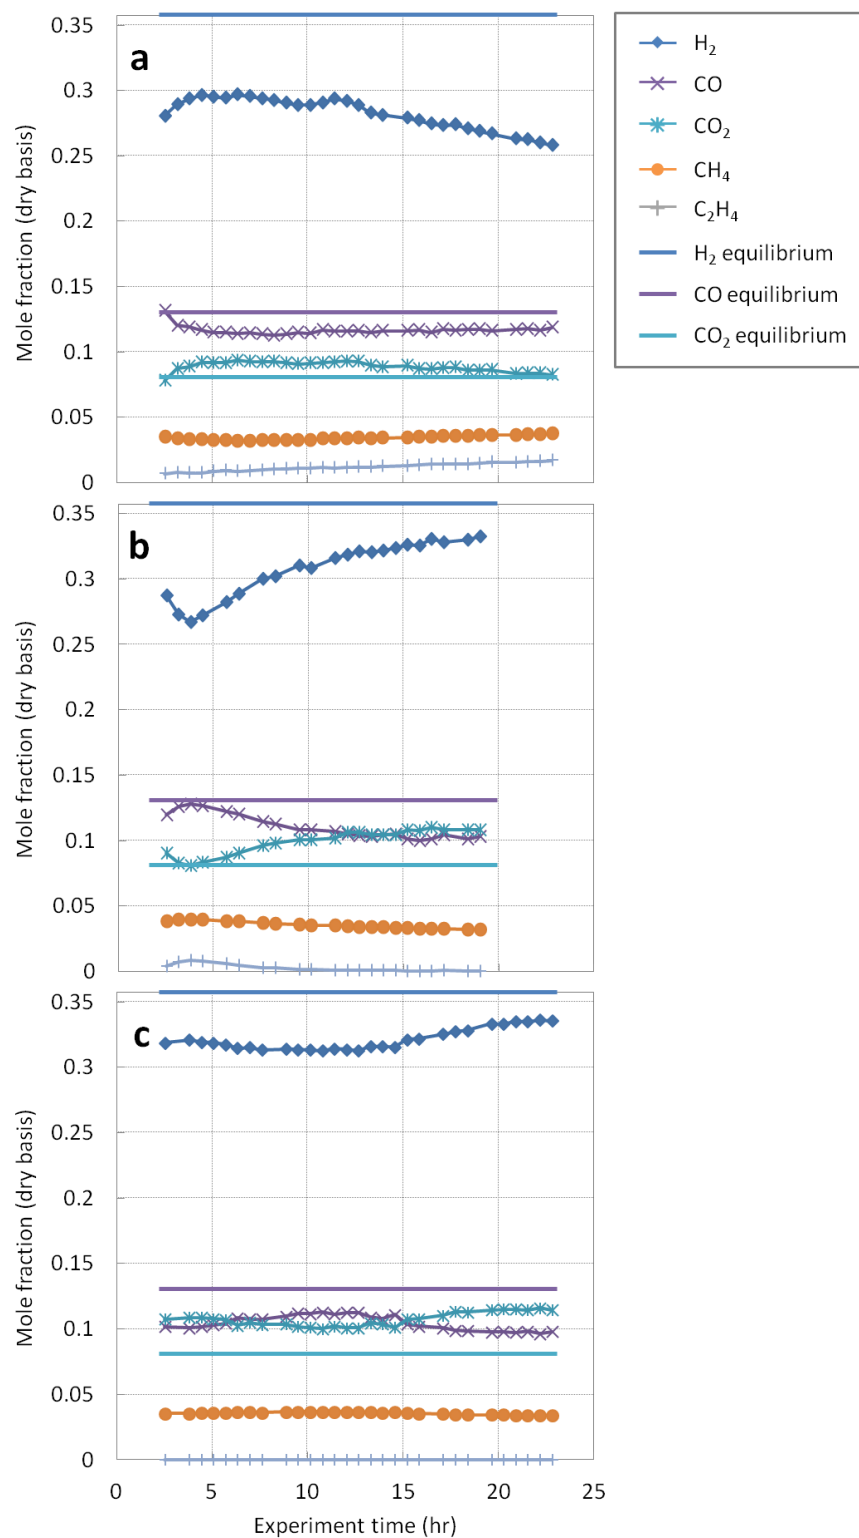 a
0.35
0.3
0.25
0.2
0.15
0.1
0.05
0
Mole fraction (dry basis)
H₂
CO
CO₂
CH₄
C₂H₄
H₂ equilibrium
CO equilibrium
CO₂ equilibrium
b
0.35
0.3
0.25
0.2
0.15
0.1
0.05
0
Mole fraction (dry basis)
c
0.35
0.3
0.25
0.2
0.15
0.1
0.05
0
Mole fraction (dry basis)
0 5 10 15 20 25
Experiment time (hr)